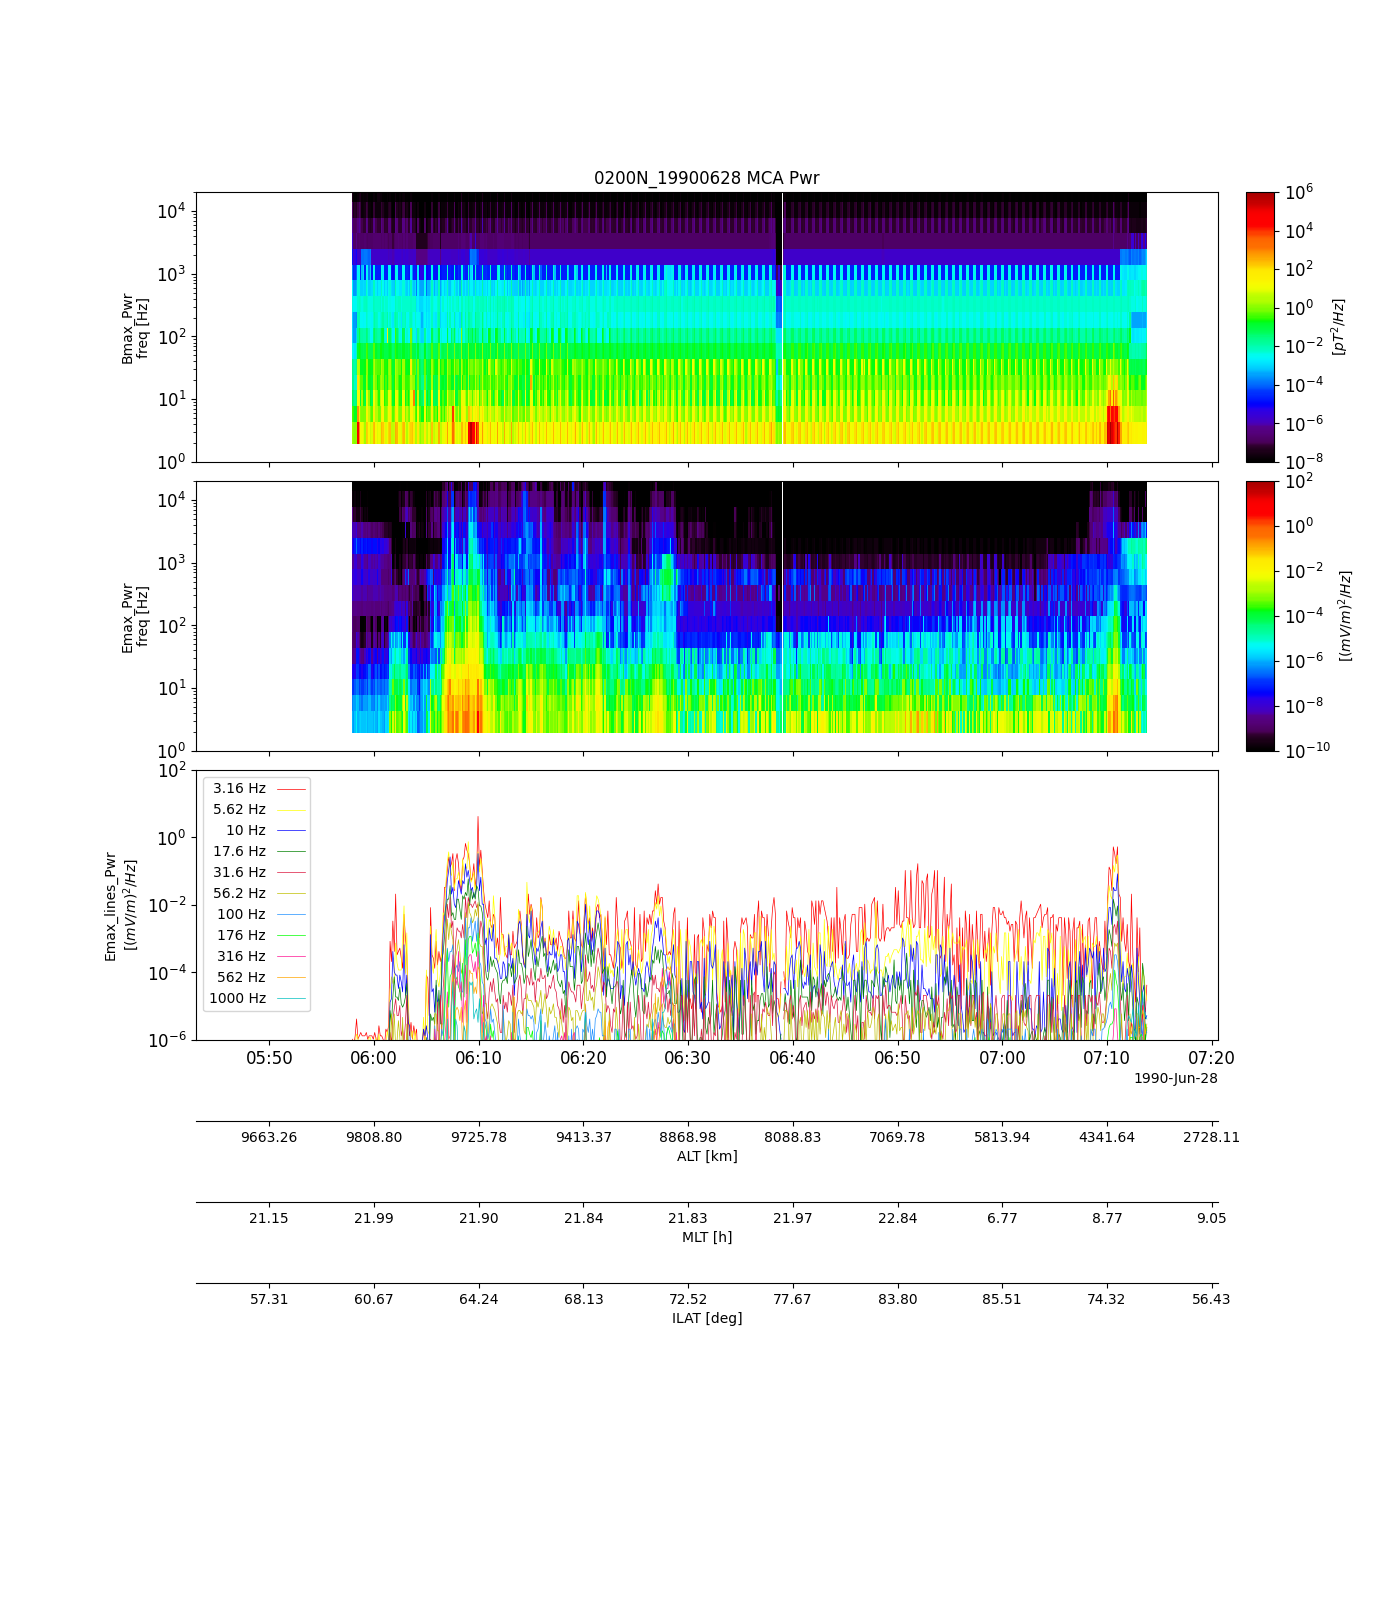 0200N_19900628 MCA Pwr
Bmax_Pwr
freq [Hz]
10^4
10^3
10^2
10^1
10^0
10^6
10^4
10^2
10^0
10^-2
10^-4
10^-6
10^-8
[pT^2/Hz]
Emax_Pwr
freq [Hz]
10^4
10^3
10^2
10^1
10^0
10^2
10^0
10^-2
10^-4
10^-6
10^-8
10^-10
[(mV/m)^2/Hz]
Emax_lines_Pwr
[(mV/m)^2/Hz]
10^2
10^0
10^-2
10^-4
10^-6
3.16 Hz
5.62 Hz
10 Hz
17.6 Hz
31.6 Hz
56.2 Hz
100 Hz
176 Hz
316 Hz
562 Hz
1000 Hz
05:50 06:00 06:10 06:20 06:30 06:40 06:50 07:00 07:10 07:20
1990-Jun-28
9663.26 9808.80 9725.78 9413.37 8868.98 8088.83 7069.78 5813.94 4341.64 2728.11
ALT [km]
21.15 21.99 21.90 21.84 21.83 21.97 22.84 6.77 8.77 9.05
MLT [h]
57.31 60.67 64.24 68.13 72.52 77.67 83.80 85.51 74.32 56.43
ILAT [deg]